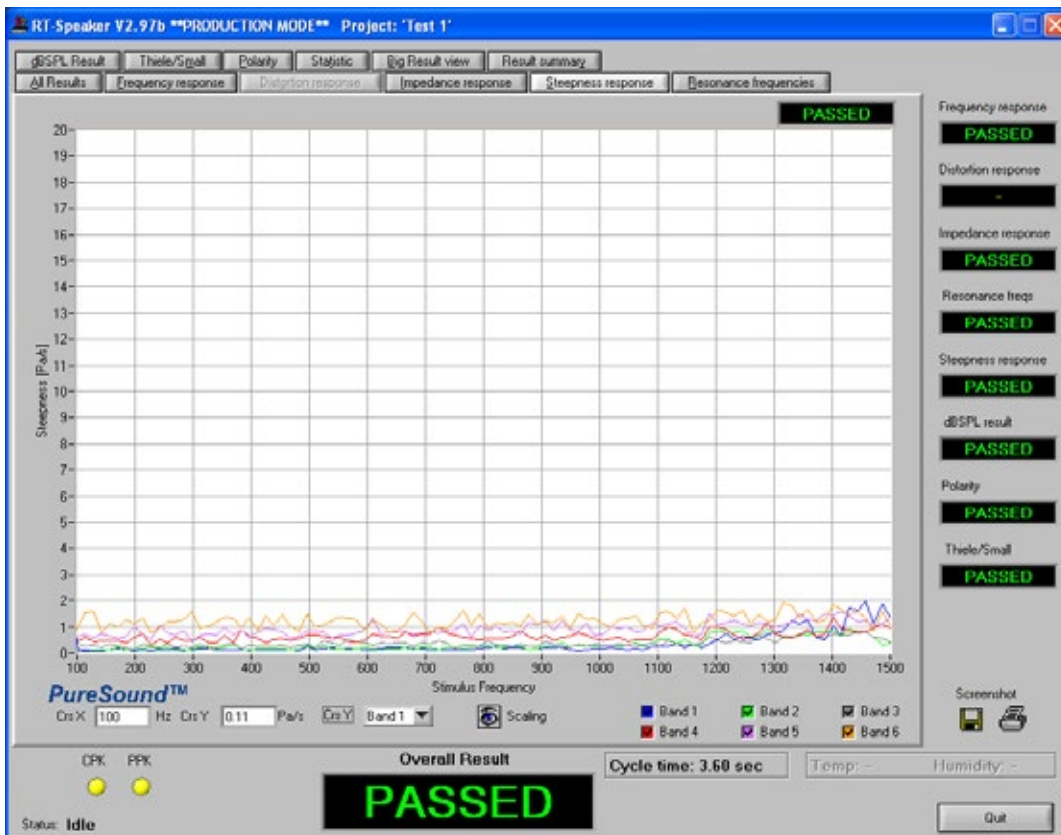 RT-Speaker V2.97b **PRODUCTION MODE** Project: 'Test 1'
dBSPL Result Thiele/Small Polarity Statistic Big Result view Result summary
All Results Frequency response Distortion response Impedance response Steepness response Resonance frequencies
PASSED
20
19
18
17
16
15
14
13
12
11
10
9
8
7
6
5
4
3
2
1
0
Steepness [Pa/s]
100 200 300 400 500 600 700 800 900 1000 1100 1200 1300 1400 1500
Stimulus Frequency
PureSound™
Crs X 100 Hz Crs Y 0.11 Pa/s Crs Y Band 1 Scaling
Band 1 Band 2 Band 3
Band 4 Band 5 Band 6
Frequency response
PASSED
Distortion response
-
Impedance response
PASSED
Resonance freqs
PASSED
Steepness response
PASSED
dBSPL result
PASSED
Polarity
PASSED
Thiele/Small
PASSED
Screenshot
CPK PPK
Overall Result
PASSED
Cycle time: 3.60 sec
Temp: - Humidity: -
Status: Idle
Quit